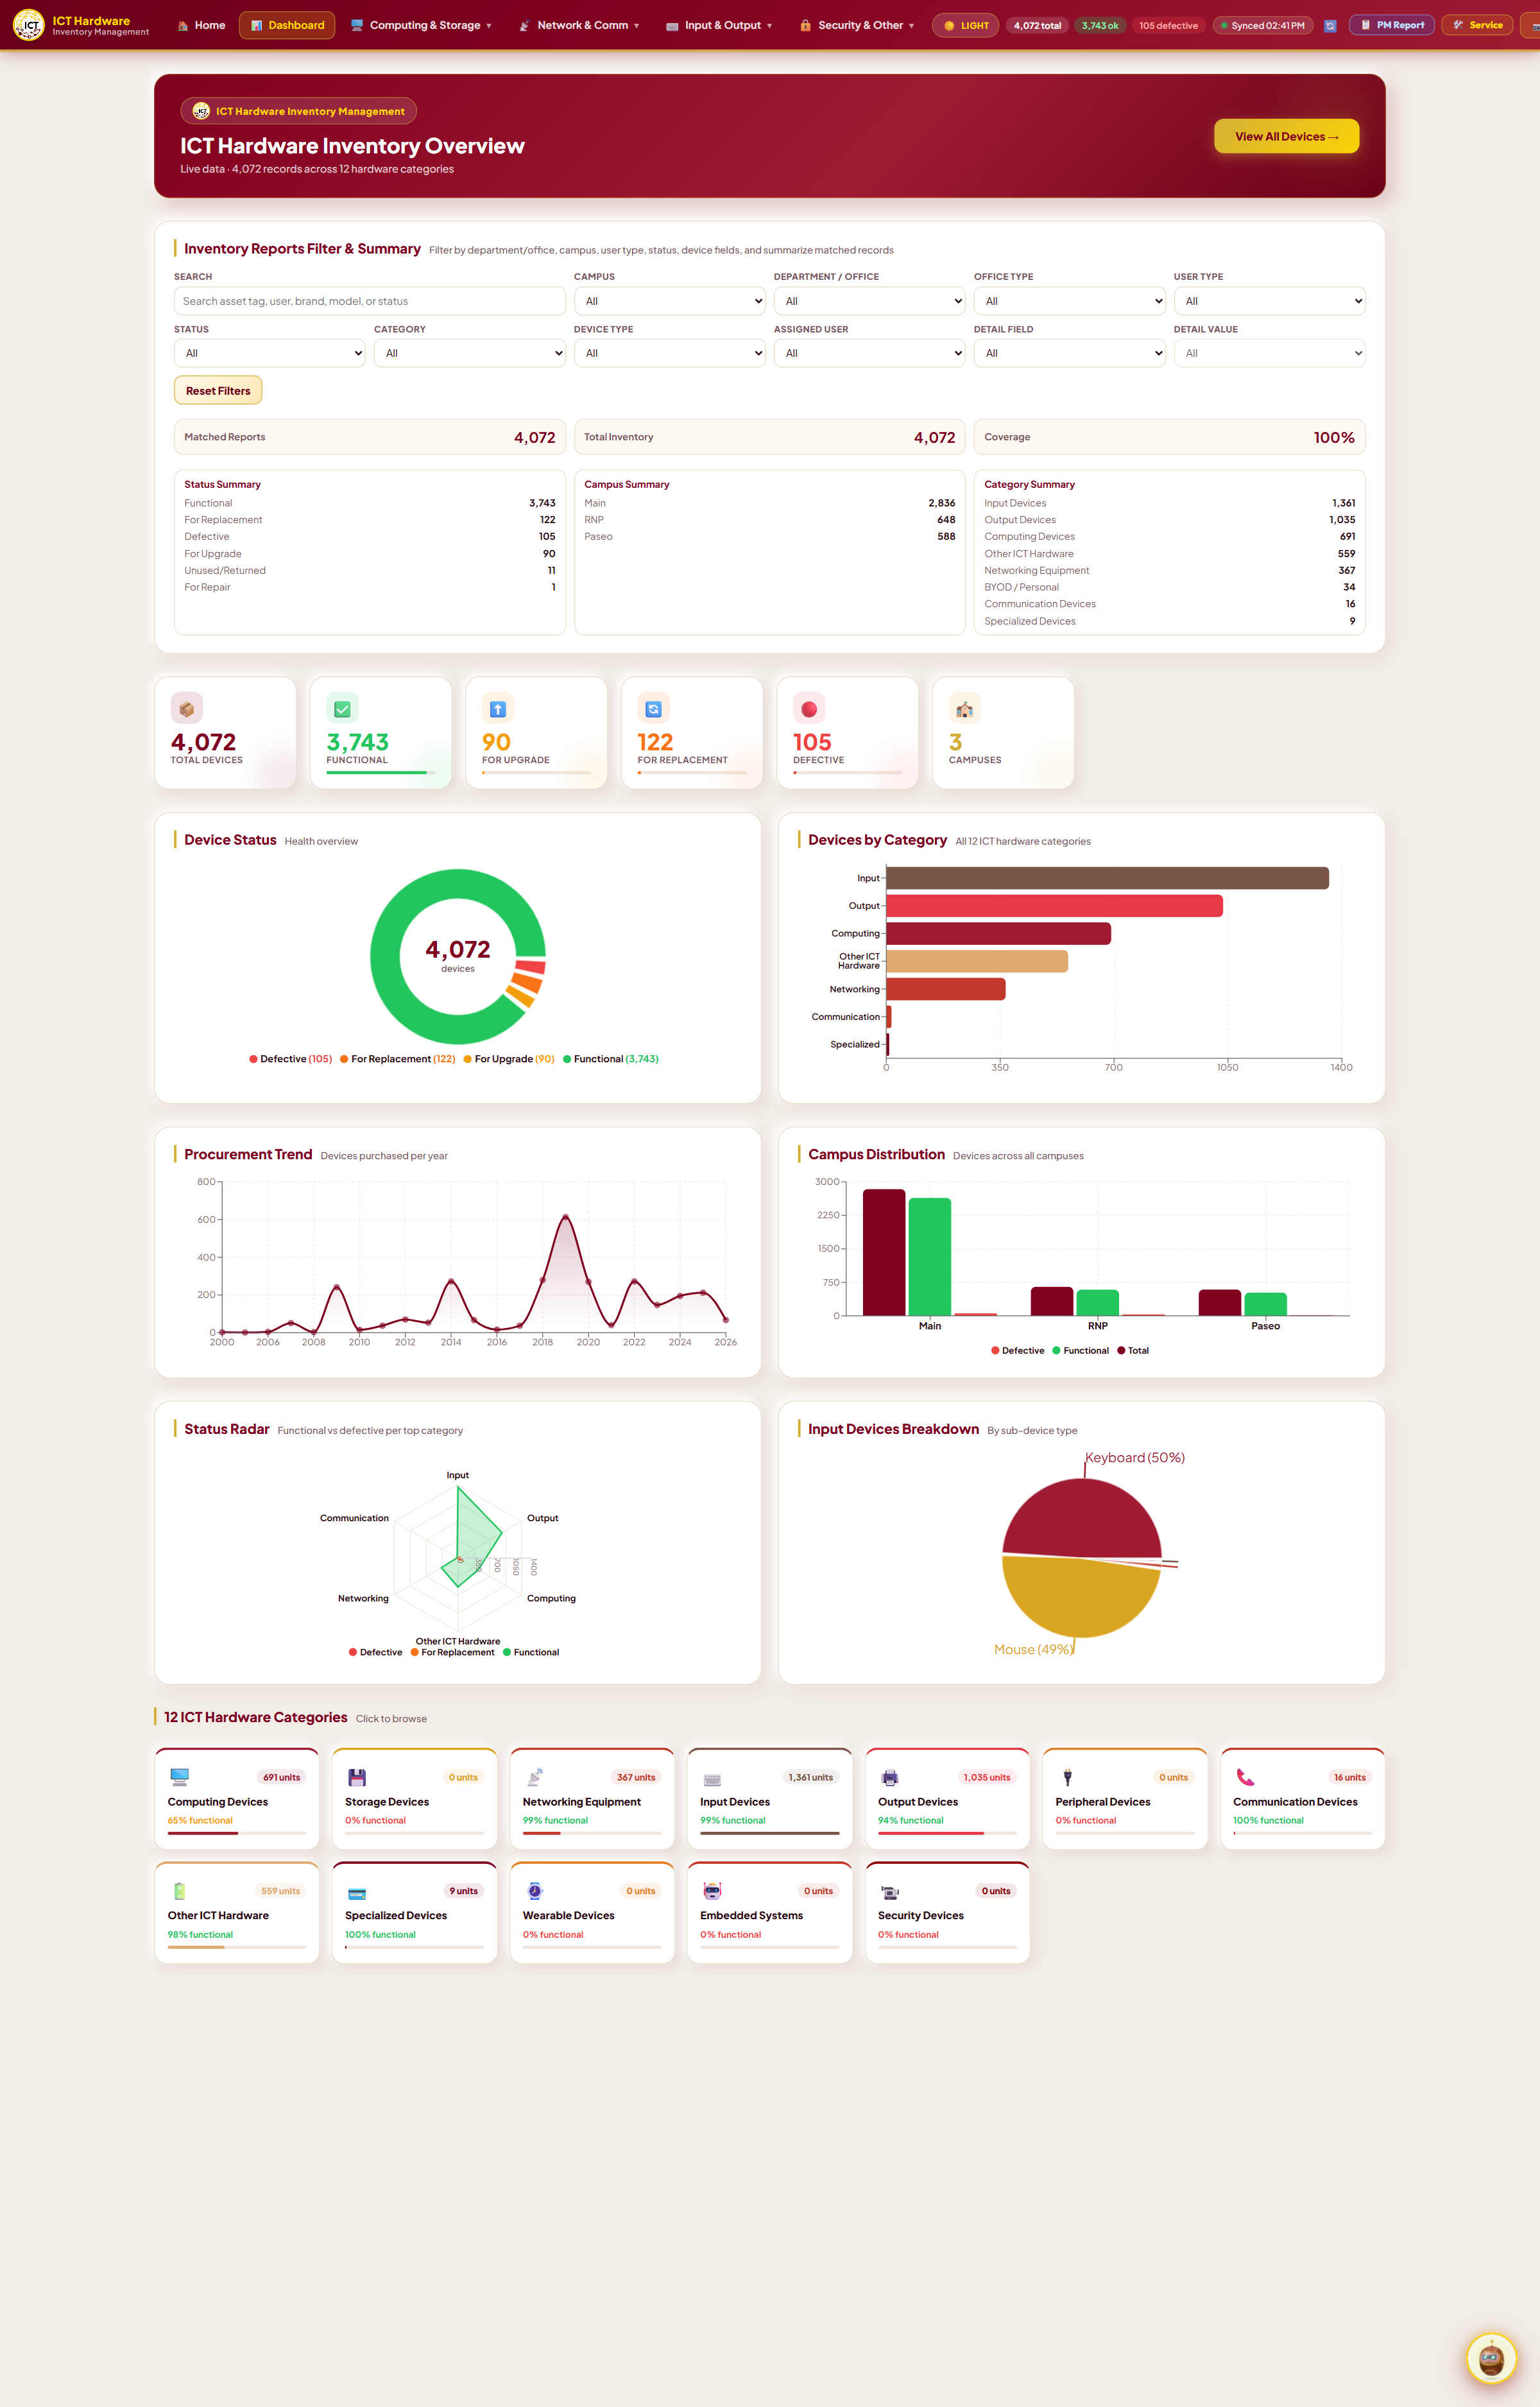 ICT Hardware
Inventory Management
Home
Dashboard
Computing & Storage ▾
Network & Comm ▾
Input & Output ▾
Security & Other ▾
LIGHT
4,072 total
3,743 ok
105 defective
Synced 02:41 PM
PM Report
Service
ICT Hardware Inventory Management
ICT Hardware Inventory Overview
Live data · 4,072 records across 12 hardware categories
View All Devices →
Inventory Reports Filter & Summary Filter by department/office, campus, user type, status, device fields, and summarize matched records
SEARCH CAMPUS DEPARTMENT / OFFICE OFFICE TYPE USER TYPE
Search asset tag, user, brand, model, or status All All All All
STATUS CATEGORY DEVICE TYPE ASSIGNED USER DETAIL FIELD DETAIL VALUE
All All All All All All
Reset Filters
Matched Reports 4,072
Total Inventory 4,072
Coverage 100%
Status Summary
Functional 3,743
For Replacement 122
Defective 105
For Upgrade 90
Unused/Returned 11
For Repair 1
Campus Summary
Main 2,836
RNP 648
Paseo 588
Category Summary
Input Devices 1,361
Output Devices 1,035
Computing Devices 691
Other ICT Hardware 559
Networking Equipment 367
BYOD / Personal 34
Communication Devices 16
Specialized Devices 9
4,072
TOTAL DEVICES
3,743
FUNCTIONAL
90
FOR UPGRADE
122
FOR REPLACEMENT
105
DEFECTIVE
3
CAMPUSES
Device Status Health overview
4,072
devices
Defective (105) For Replacement (122) For Upgrade (90) Functional (3,743)
Devices by Category All 12 ICT hardware categories
Input
Output
Computing
Other ICT
Hardware
Networking
Communication
Specialized
0 350 700 1050 1400
Procurement Trend Devices purchased per year
800
600
400
200
0
2000 2006 2008 2010 2012 2014 2016 2018 2020 2022 2024 2026
Campus Distribution Devices across all campuses
3000
2250
1500
750
0
Main RNP Paseo
Defective Functional Total
Status Radar Functional vs defective per top category
Input
Output
Computing
Other ICT Hardware
Networking
Communication
350 700 1050 1400
Defective For Replacement Functional
Input Devices Breakdown By sub-device type
Keyboard (50%)
Mouse (49%)
12 ICT Hardware Categories Click to browse
691 units
Computing Devices
65% functional
0 units
Storage Devices
0% functional
367 units
Networking Equipment
99% functional
1,361 units
Input Devices
99% functional
1,035 units
Output Devices
94% functional
0 units
Peripheral Devices
0% functional
16 units
Communication Devices
100% functional
559 units
Other ICT Hardware
98% functional
9 units
Specialized Devices
100% functional
0 units
Wearable Devices
0% functional
0 units
Embedded Systems
0% functional
0 units
Security Devices
0% functional